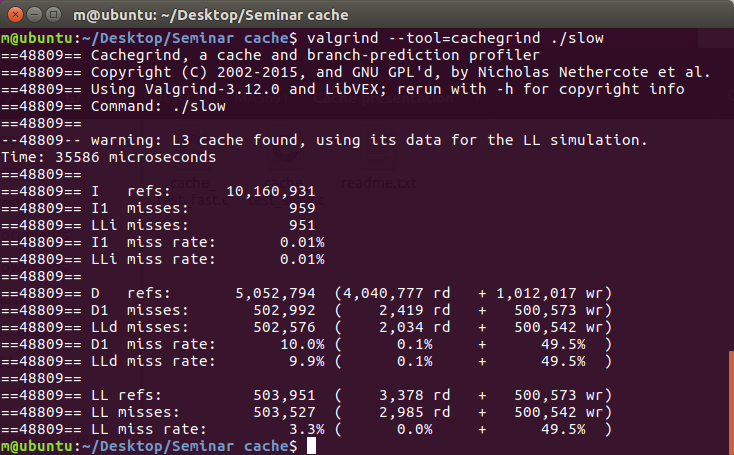 m@ubuntu: ~/Desktop/Seminar cache
m@ubuntu:~/Desktop/Seminar cache$ valgrind --tool=cachegrind ./slow
==48809== Cachegrind, a cache and branch-prediction profiler
==48809== Copyright (C) 2002-2015, and GNU GPL'd, by Nicholas Nethercote et al.
==48809== Using Valgrind-3.12.0 and LibVEX; rerun with -h for copyright info
==48809== Command: ./slow
==48809==
--48809-- warning: L3 cache found, using its data for the LL simulation.
Time: 35586 microseconds
==48809==
==48809== I   refs:      10,160,931
==48809== I1  misses:           959
==48809== LLi misses:           951
==48809== I1  miss rate:       0.01%
==48809== LLi miss rate:       0.01%
==48809==
==48809== D   refs:       5,052,794  (4,040,777 rd   + 1,012,017 wr)
==48809== D1  misses:       502,992  (    2,419 rd   +   500,573 wr)
==48809== LLd misses:       502,576  (    2,034 rd   +   500,542 wr)
==48809== D1  miss rate:       10.0% (      0.1%     +      49.5%  )
==48809== LLd miss rate:        9.9% (      0.1%     +      49.5%  )
==48809==
==48809== LL refs:          503,951  (    3,378 rd   +   500,573 wr)
==48809== LL misses:        503,527  (    2,985 rd   +   500,542 wr)
==48809== LL miss rate:         3.3% (      0.0%     +      49.5%  )
m@ubuntu:~/Desktop/Seminar cache$
readme.txt